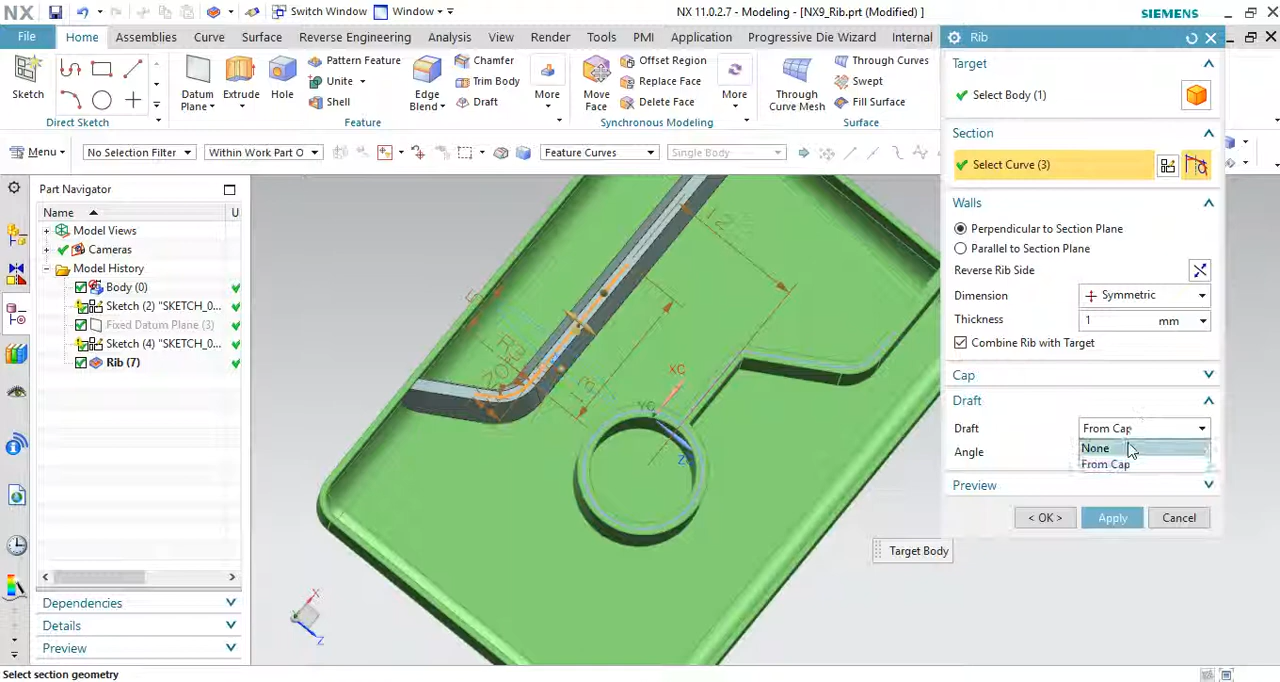 NX
Switch Window
Window
NX 11.0.2.7 - Modeling - [NX9_Rib.prt (Modified) ]
SIEMENS
File
Home
Assemblies
Curve
Surface
Reverse Engineering
Analysis
View
Render
Tools
PMI
Application
Progressive Die Wizard
Internal
Sketch
Direct Sketch
Datum
Plane
Extrude
Hole
Pattern Feature
Unite
Shell
Edge
Blend
Chamfer
Trim Body
Draft
More
Feature
Move
Face
Offset Region
Replace Face
Delete Face
More
Synchronous Modeling
Through
Curve Mesh
Through Curves
Swept
Fill Surface
Surface
Menu
No Selection Filter
Within Work Part O
Feature Curves
Single Body
Part Navigator
Name
U
Model Views
Cameras
Model History
Body (0)
Sketch (2) "SKETCH_0...
Fixed Datum Plane (3)
Sketch (4) "SKETCH_0...
Rib (7)
Dependencies
Details
Preview
XC
YC
X
Z
Target Body
Rib
Target
Select Body (1)
Section
Select Curve (3)
Walls
Perpendicular to Section Plane
Parallel to Section Plane
Reverse Rib Side
Dimension
Symmetric
Thickness
1
mm
Combine Rib with Target
Cap
Draft
Draft
From Cap
Angle
None
From Cap
Preview
< OK >
Apply
Cancel
Select section geometry